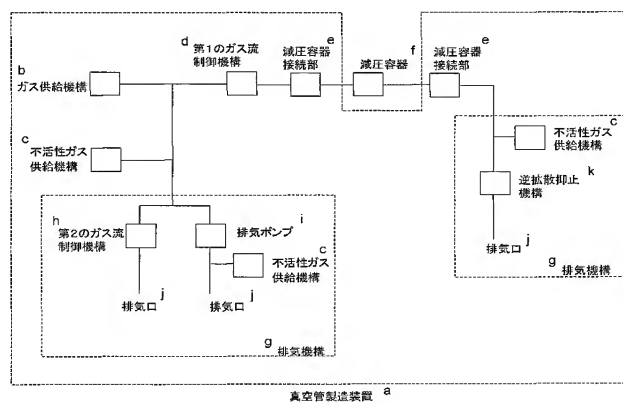 d 第1のガス流
制御機構
e
減圧容器
接続部
f
減圧容器
e
減圧容器
接続部
b
ガス供給機構
c
不活性ガス
供給機構
c
不活性ガス
供給機構
k
逆拡散抑止
機構
排気口 j
g 排気機構
h
第2のガス流
制御機構
i
排気ポンプ
c
不活性ガス
供給機構
排気口 j
排気口 j
g 排気機構
真空管製造装置 a